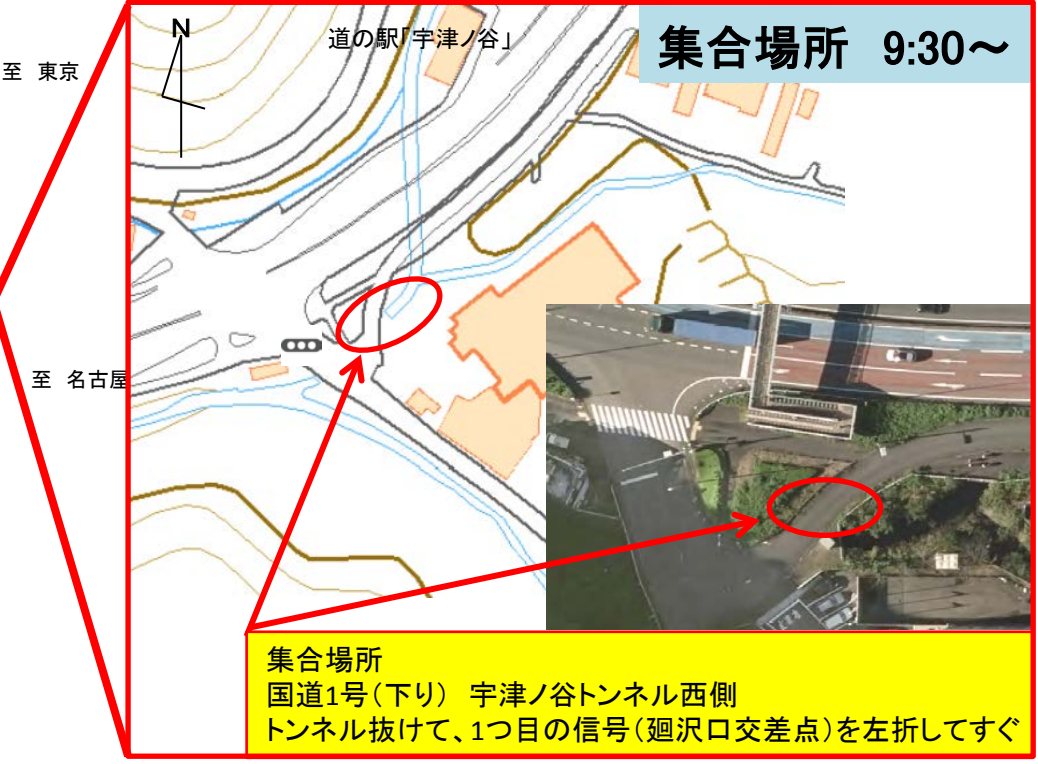 集合場所 9:30～
N
道の駅「宇津ノ谷」
至 東京
至 名古屋
集合場所
国道1号（下り） 宇津ノ谷トンネル西側
トンネル抜けて、1つ目の信号（廻沢口交差点）を左折してすぐ